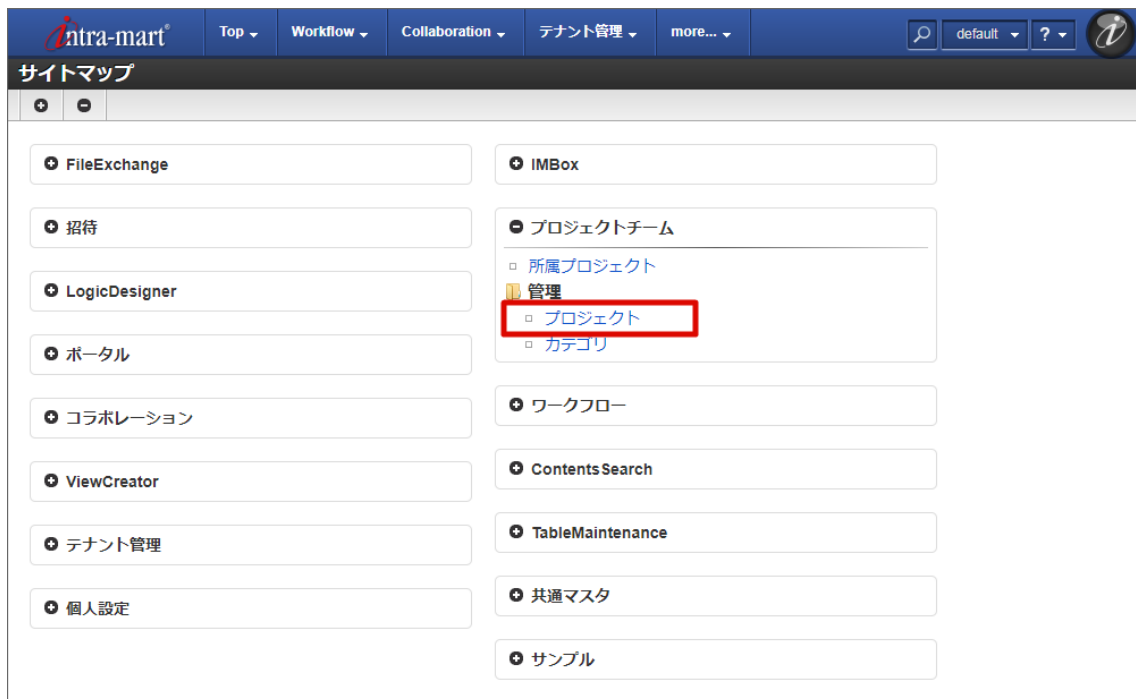 intra-mart® Top Workflow Collaboration テナント管理 more... default ?
サイトマップ
FileExchange
招待
LogicDesigner
ポータル
コラボレーション
ViewCreator
テナント管理
個人設定
IMBox
プロジェクトチーム
所属プロジェクト
管理
プロジェクト
カテゴリ
ワークフロー
ContentsSearch
TableMaintenance
共通マスタ
サンプル